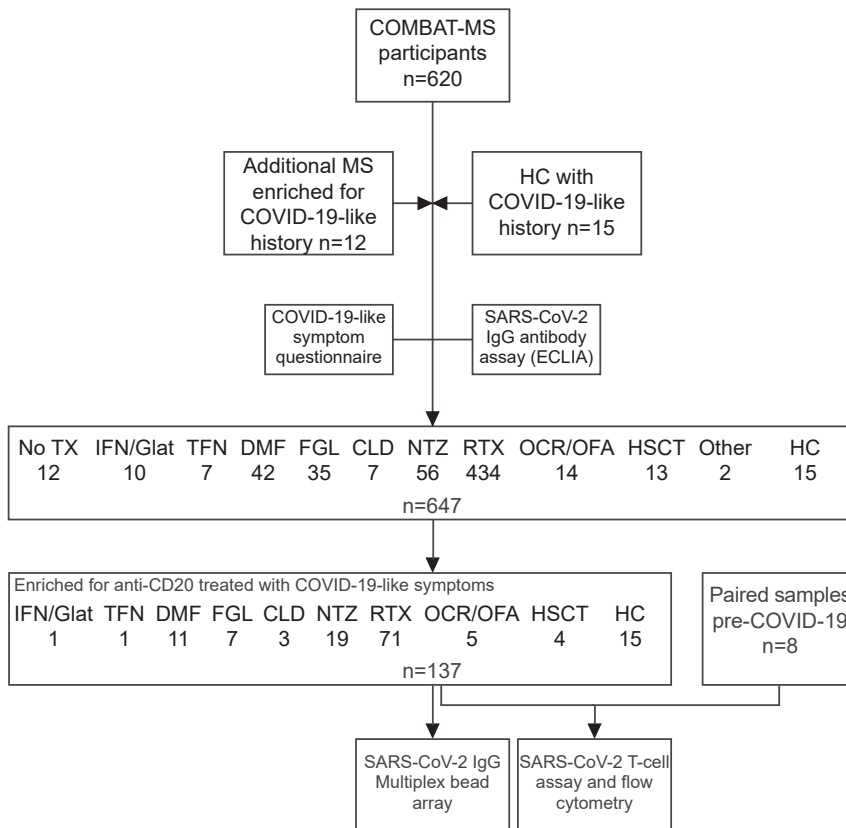 COMBAT-MS
participants
n=620
Additional MS
enriched for
COVID-19-like
history n=12
HC with
COVID-19-like
history n=15
COVID-19-like
symptom
questionnaire
SARS-CoV-2
IgG antibody
assay (ECLIA)
No TX IFN/Glat TFN DMF FGL CLD NTZ RTX OCR/OFA HSCT Other HC
12 10 7 42 35 7 56 434 14 13 2 15
n=647
Enriched for anti-CD20 treated with COVID-19-like symptoms
IFN/Glat TFN DMF FGL CLD NTZ RTX OCR/OFA HSCT HC
1 1 11 7 3 19 71 5 4 15
n=137
Paired samples
pre-COVID-19
n=8
SARS-CoV-2 IgG
Multiplex bead
array
SARS-CoV-2 T-cell
assay and flow
cytometry